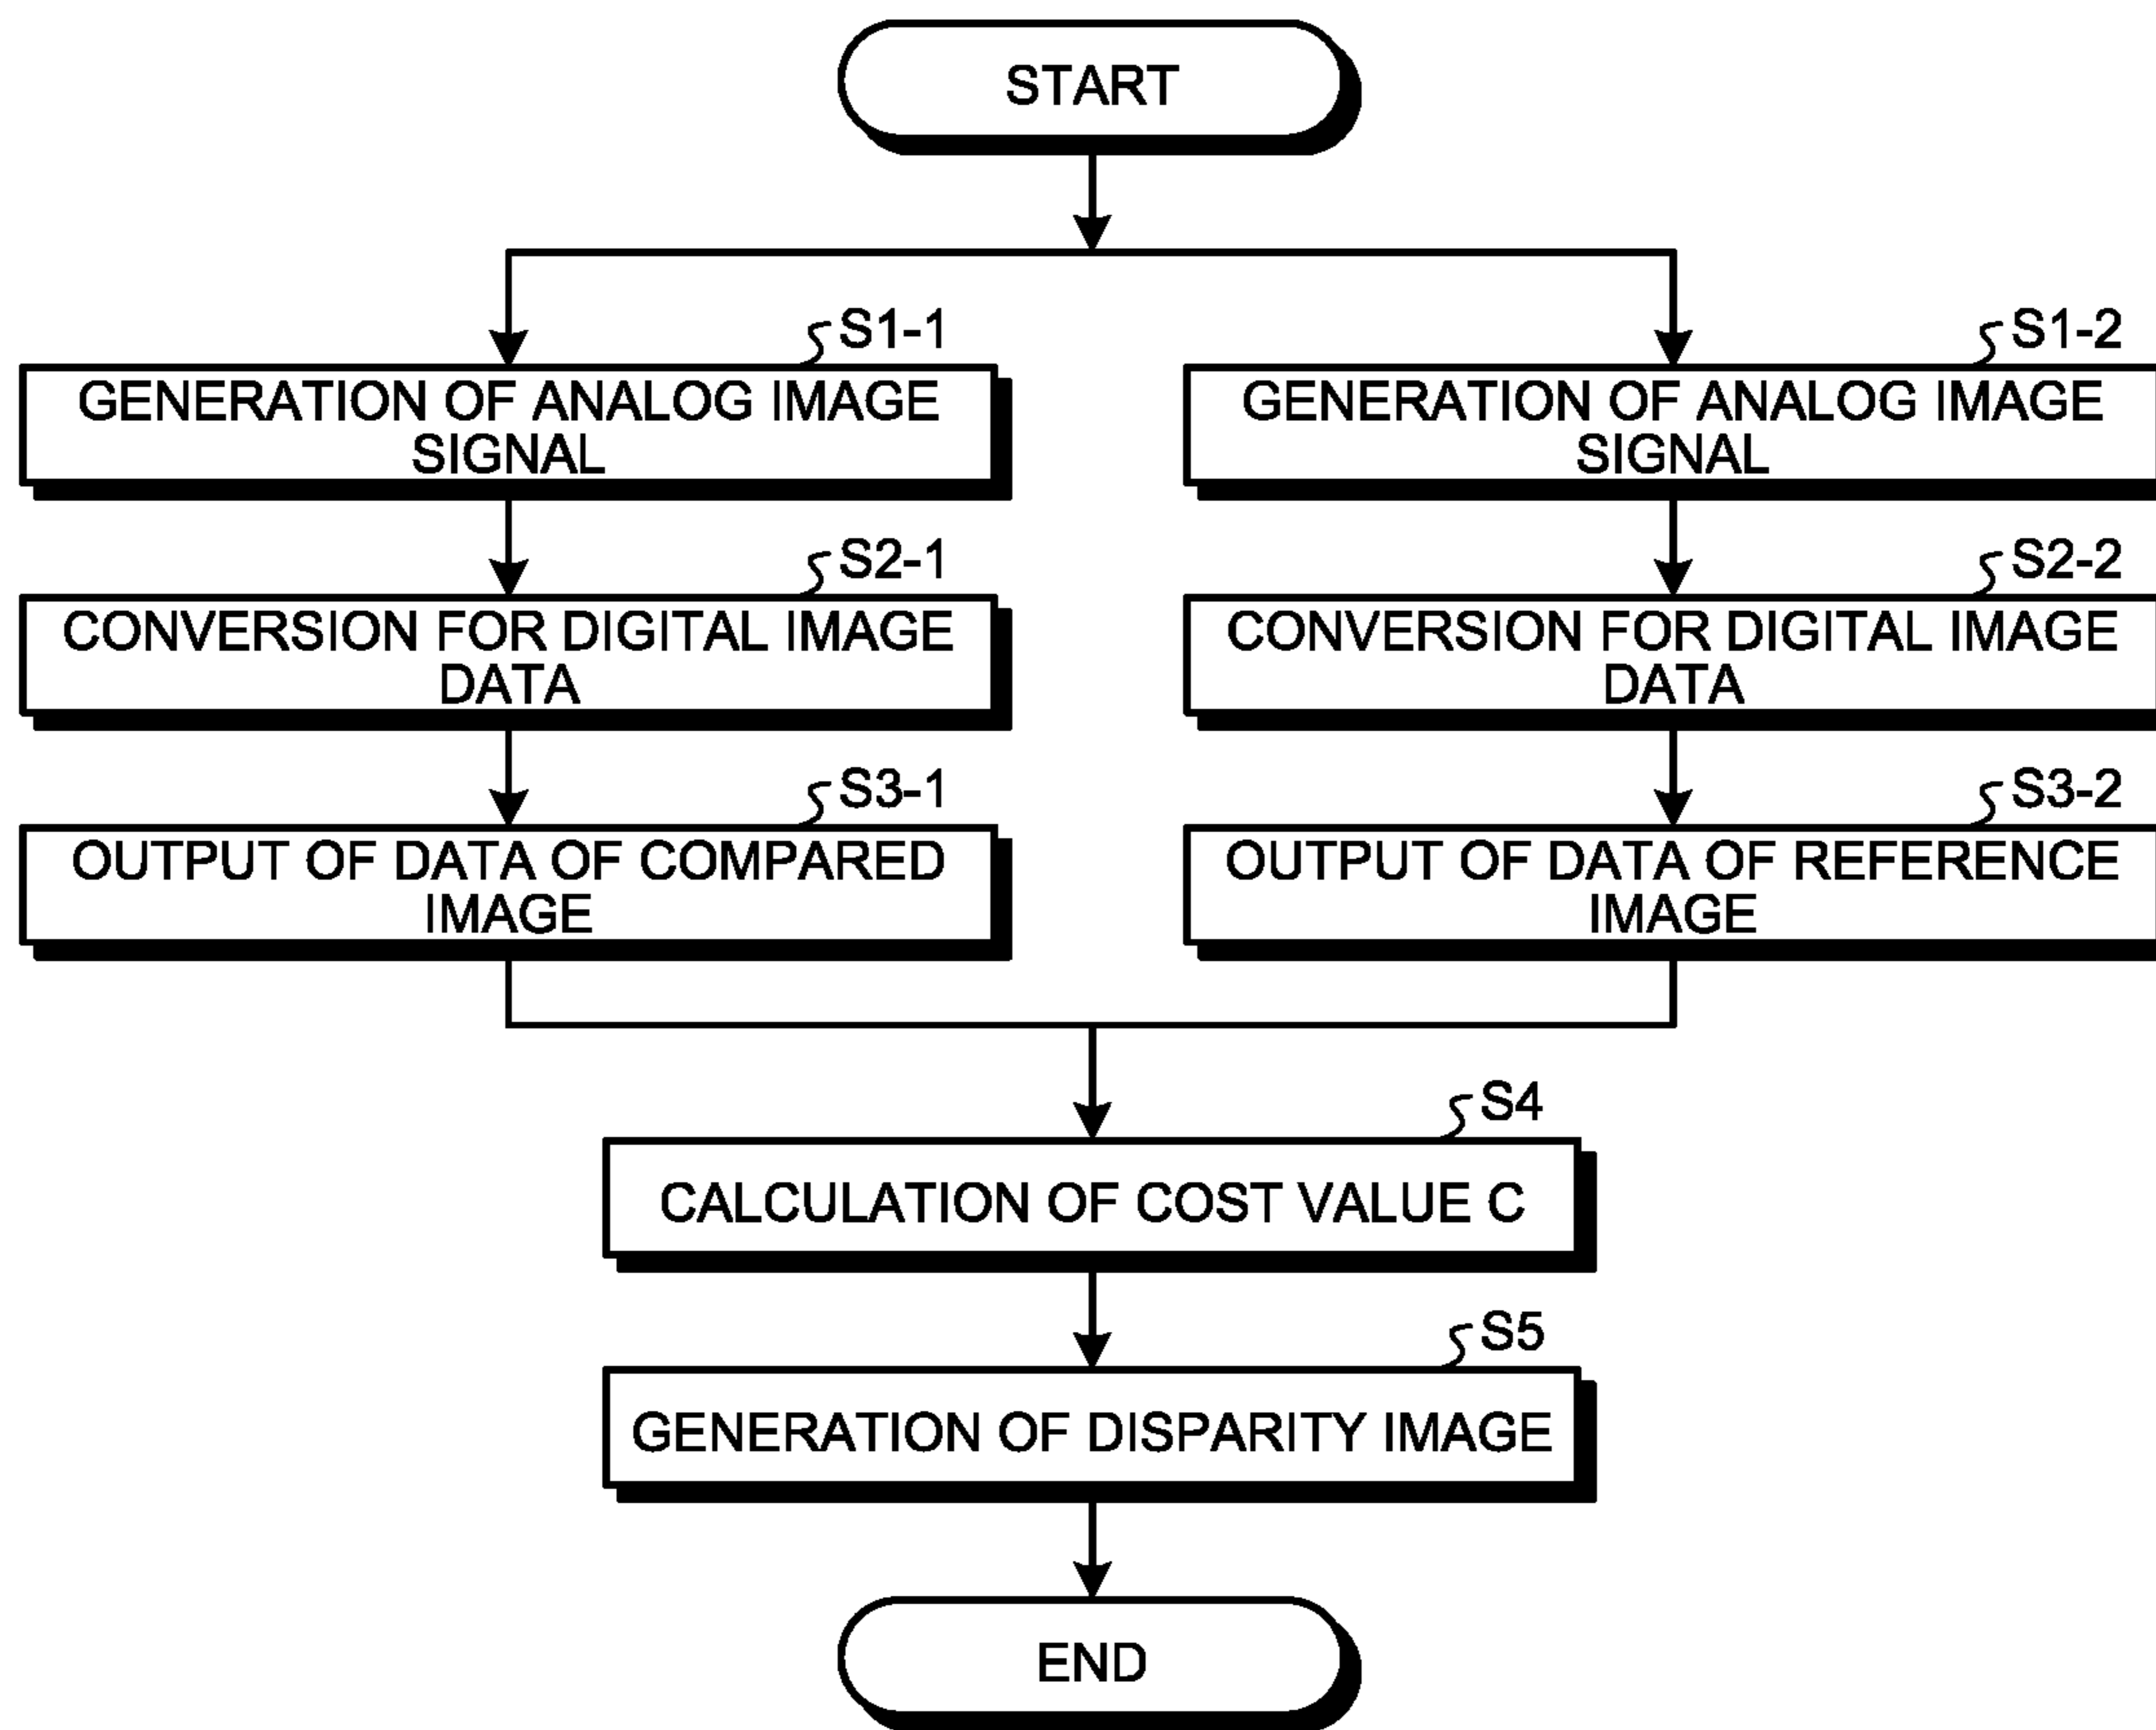 START
S1-1
GENERATION OF ANALOG IMAGE
SIGNAL
S1-2
GENERATION OF ANALOG IMAGE
SIGNAL
S2-1
CONVERSION FOR DIGITAL IMAGE
DATA
S2-2
CONVERSION FOR DIGITAL IMAGE
DATA
S3-1
OUTPUT OF DATA OF COMPARED
IMAGE
S3-2
OUTPUT OF DATA OF REFERENCE
IMAGE
S4
CALCULATION OF COST VALUE C
S5
GENERATION OF DISPARITY IMAGE
END